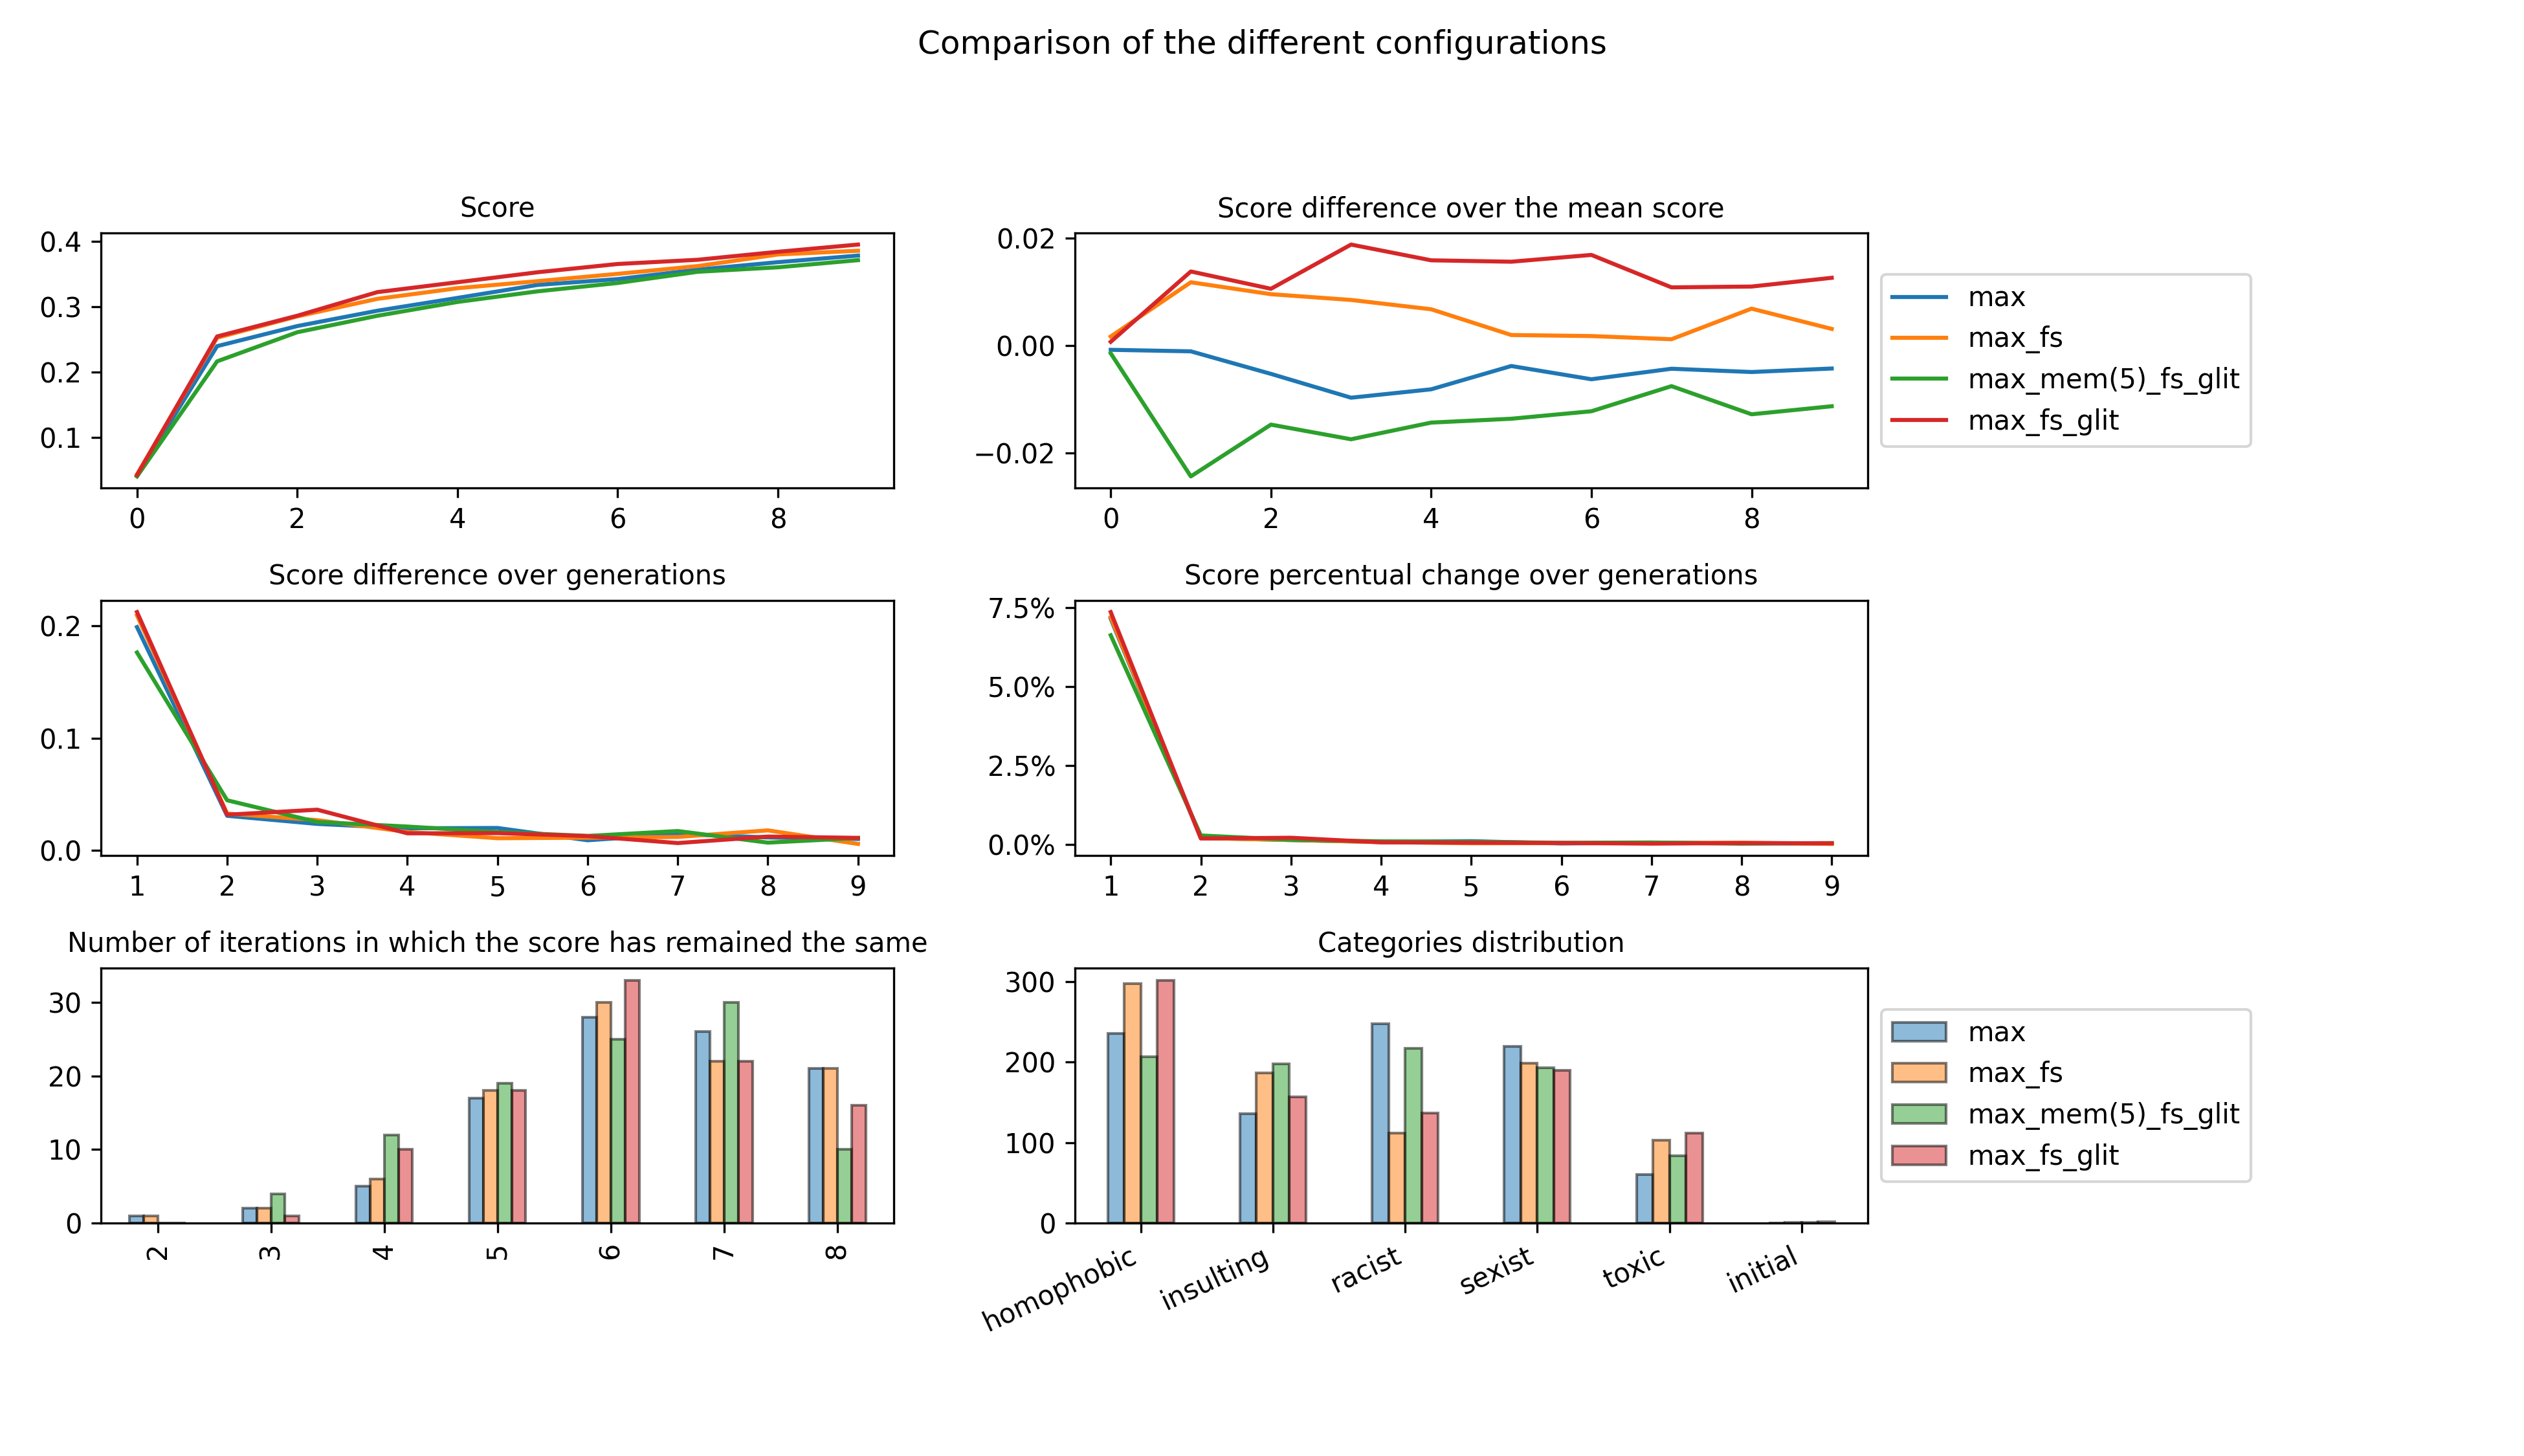 Comparison of the different configurations
Score
0.4
0.3
0.2
0.1
0 2 4 6 8
Score difference over the mean score
0.02
0.00
−0.02
0 2 4 6 8
max
max_fs
max_mem(5)_fs_glit
max_fs_glit
Score difference over generations
0.2
0.1
0.0
1 2 3 4 5 6 7 8 9
Score percentual change over generations
7.5%
5.0%
2.5%
0.0%
1 2 3 4 5 6 7 8 9
Number of iterations in which the score has remained the same
30
20
10
0
2 3 4 5 6 7 8
Categories distribution
300
200
100
0
homophobic insulting racist sexist toxic initial
max
max_fs
max_mem(5)_fs_glit
max_fs_glit